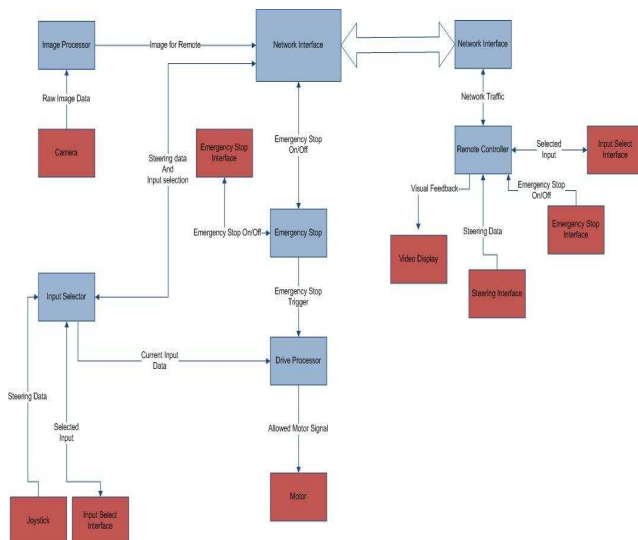 Image Processor
Image for Remote
Network Interface
Network Interface
Raw Image Data
Network Traffic
Camera
Steering data
And
Input selection
Emergency Stop
Interface
Emergency Stop
On/Off
Remote Controller
Selected
Input
Input Select
Interface
Visual Feedback
Emergency Stop
On/Off
Emergency Stop On/Off
Emergency Stop
Steering Data
Emergency Stop
Interface
Video Display
Steering Interface
Input Selector
Emergency Stop
Trigger
Current Input
Data
Drive Processor
Steering Data
Selected
Input
Allowed Motor Signal
Joystick
Input Select
Interface
Motor